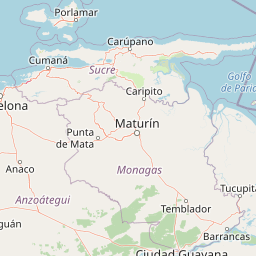 Porlamar
Carúpano
Cumaná
Sucre
Golfo
de Paria
Caripito
elona
Maturín
Punta
de Mata
Anaco
Monagas
Tucupita
Anzoátegui
Temblador
guán
Barrancas
Ciudad Guayana